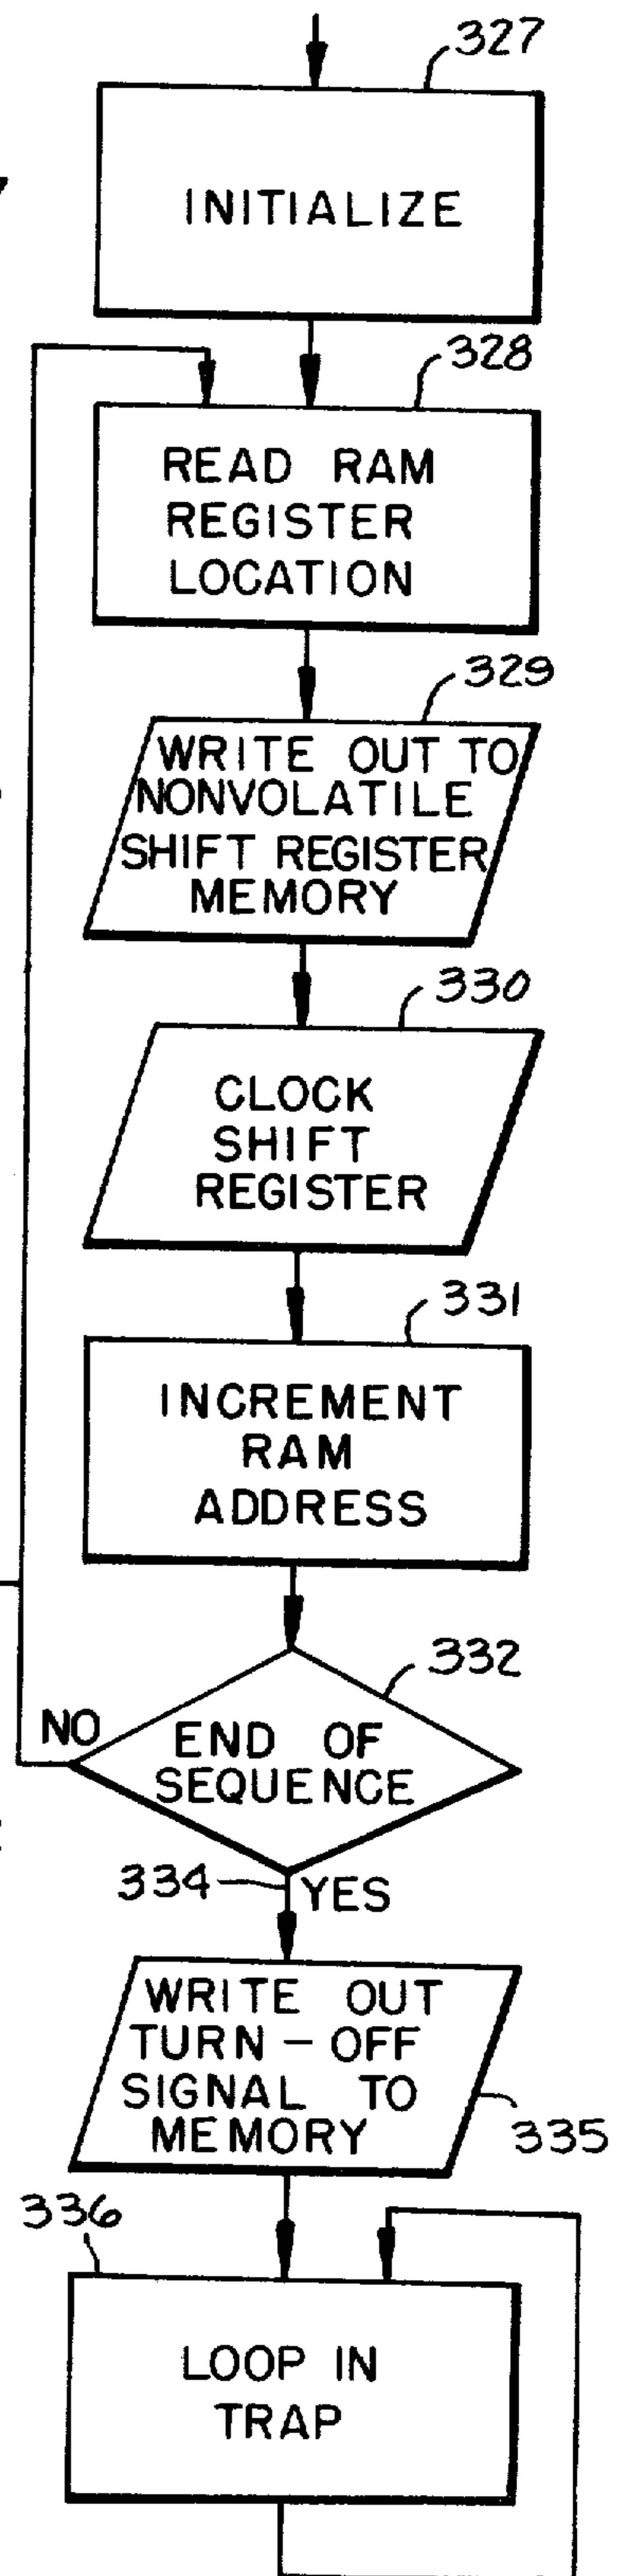 327
INITIALIZE
328
READ RAM
REGISTER
LOCATION
329
WRITE OUT TO
NONVOLATILE
SHIFT REGISTER
MEMORY
330
CLOCK
SHIFT
REGISTER
331
INCREMENT
RAM
ADDRESS
332
NO
END OF
SEQUENCE
334
YES
WRITE OUT
TURN-OFF
SIGNAL TO
MEMORY
335
336
LOOP IN
TRAP